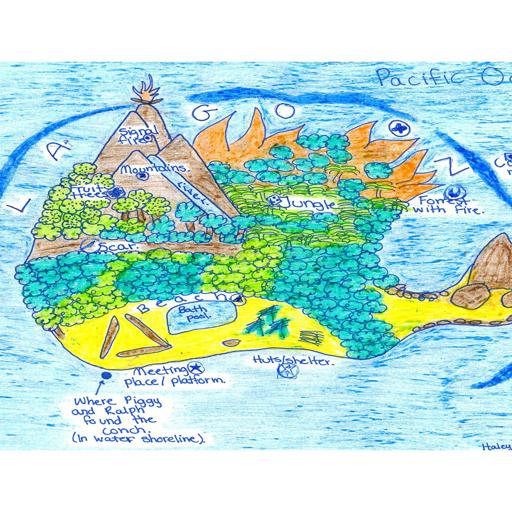 Pacific Oc
L A G O O N
Signal
Fire
Mountains.
Fruit
trees
Jungle
Forrest
with Fire.
Scar.
Beach
Bath
pool
Meeting
place/platform.
Huts/shelter.
Where Piggy
and Ralph
found the
conch.
(In water shoreline).
Haley